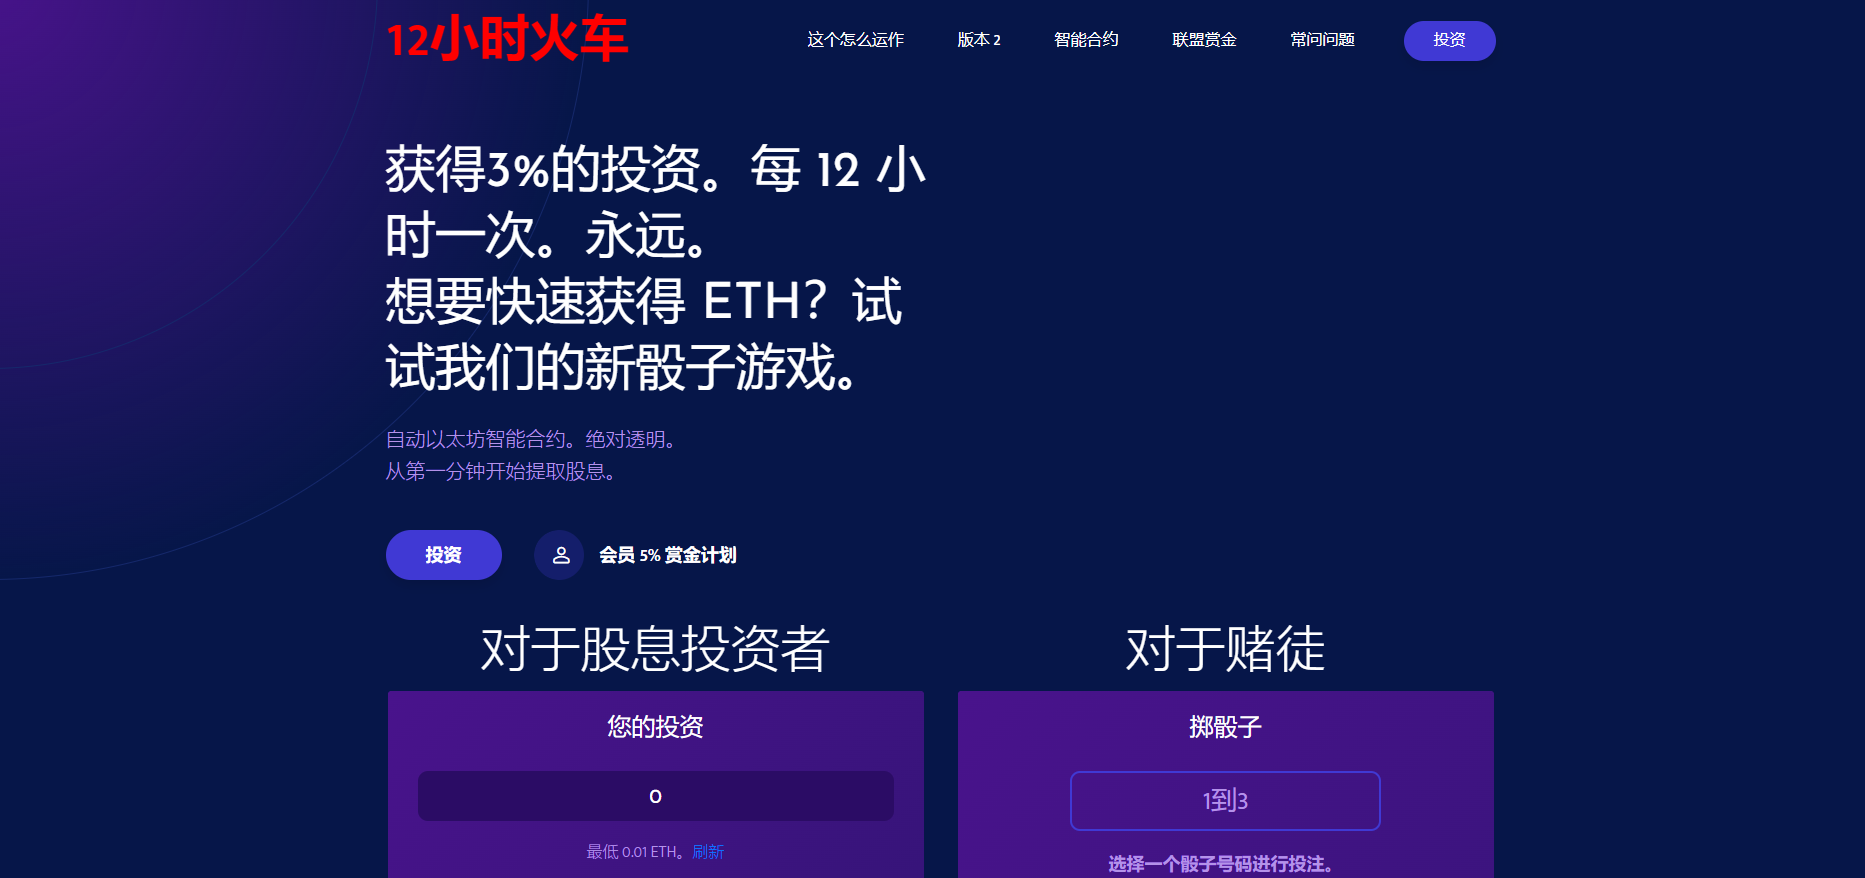 12小时火车
这个怎么运作
版本 2
智能合约
联盟赏金
常问问题
投资
获得3%的投资。每 12 小
时一次。永远。
想要快速获得 ETH？试
试我们的新骰子游戏。
自动以太坊智能合约。绝对透明。
从第一分钟开始提取股息。
投资
会员 5% 赏金计划
对于股息投资者
您的投资
0
最低 0.01 ETH。刷新
对于赌徒
掷骰子
1到3
选择一个骰子号码进行投注。